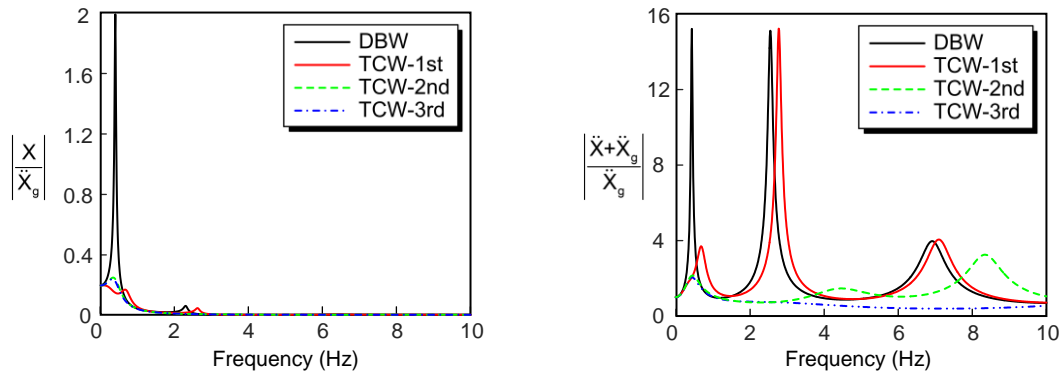 2
1.6
1.2
0.8
0.4
0
0 2 4 6 8 10
Frequency (Hz)
X
Ẍg
DBW
TCW-1st
TCW-2nd
TCW-3rd
16
12
8
4
0
0 2 4 6 8 10
Frequency (Hz)
Ẍ+Ẍg
Ẍg
DBW
TCW-1st
TCW-2nd
TCW-3rd